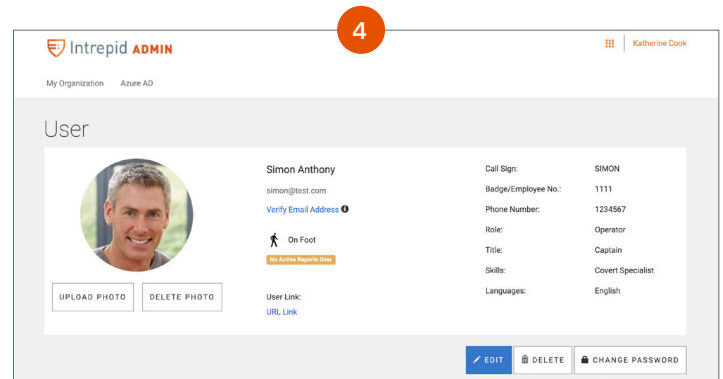 4
Intrepid ADMIN
Katherine Cook
My Organization Azure AD
User
Simon Anthony
simon@test.com
Verify Email Address
On Foot
No Active Reports User
User Link:
URL Link
UPLOAD PHOTO DELETE PHOTO
Call Sign: SIMON
Badge/Employee No.: 1111
Phone Number: 1234567
Role: Operator
Title: Captain
Skills: Covert Specialist
Languages: English
EDIT DELETE CHANGE PASSWORD